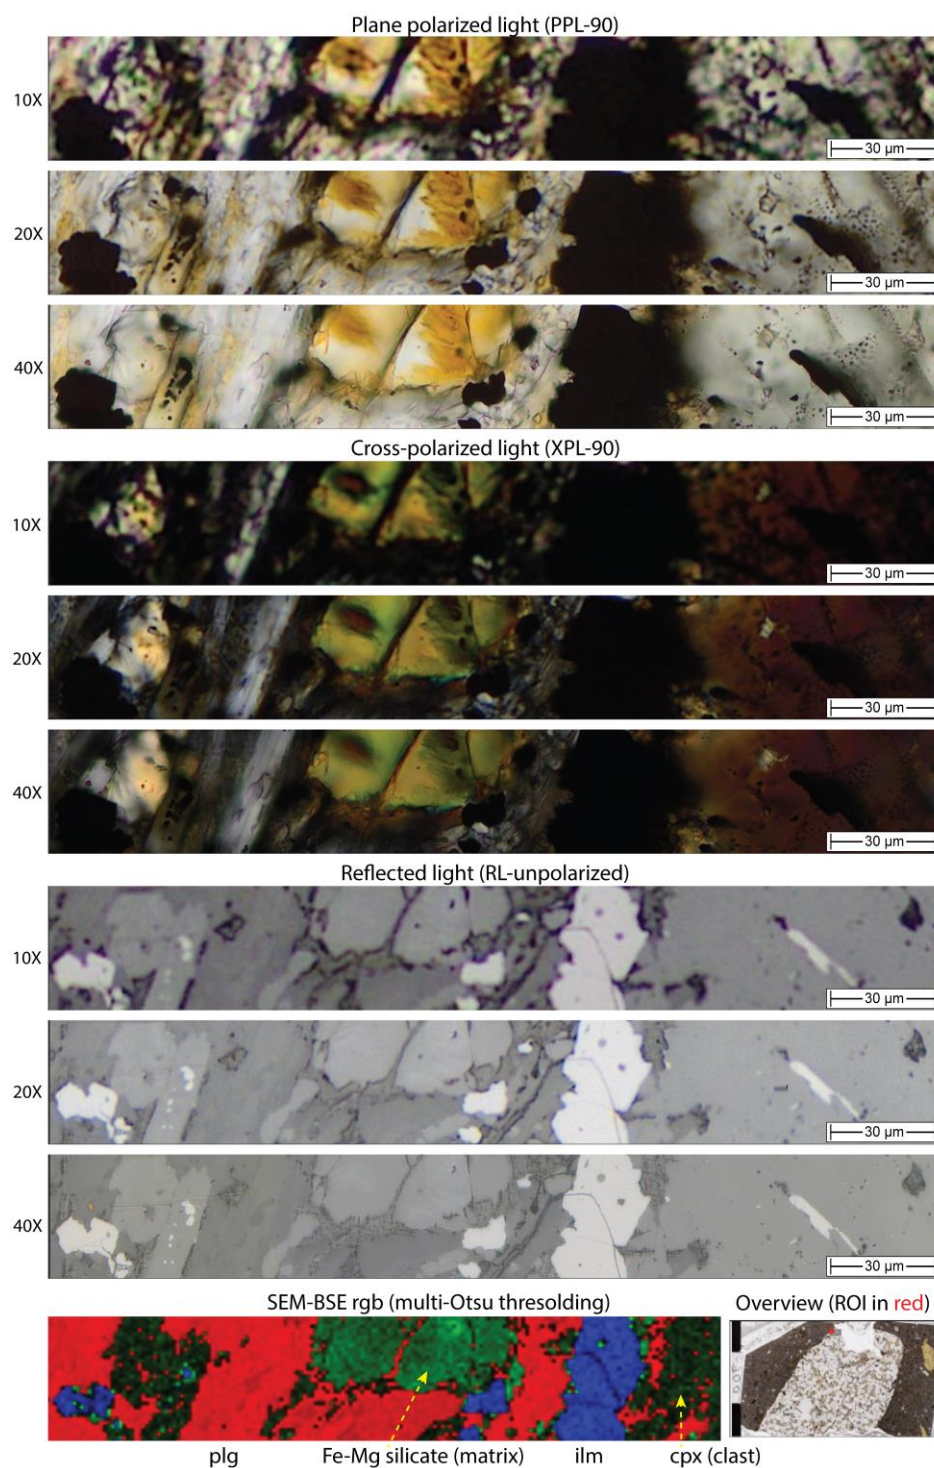 Plane polarized light (PPL-90)
10X
30 µm
20X
30 µm
40X
30 µm
Cross-polarized light (XPL-90)
10X
30 µm
20X
30 µm
40X
30 µm
Reflected light (RL-unpolarized)
10X
30 µm
20X
30 µm
40X
30 µm
SEM-BSE rgb (multi-Otsu thresolding)
Overview (ROI in red)
plg
Fe-Mg silicate (matrix)
ilm
cpx (clast)